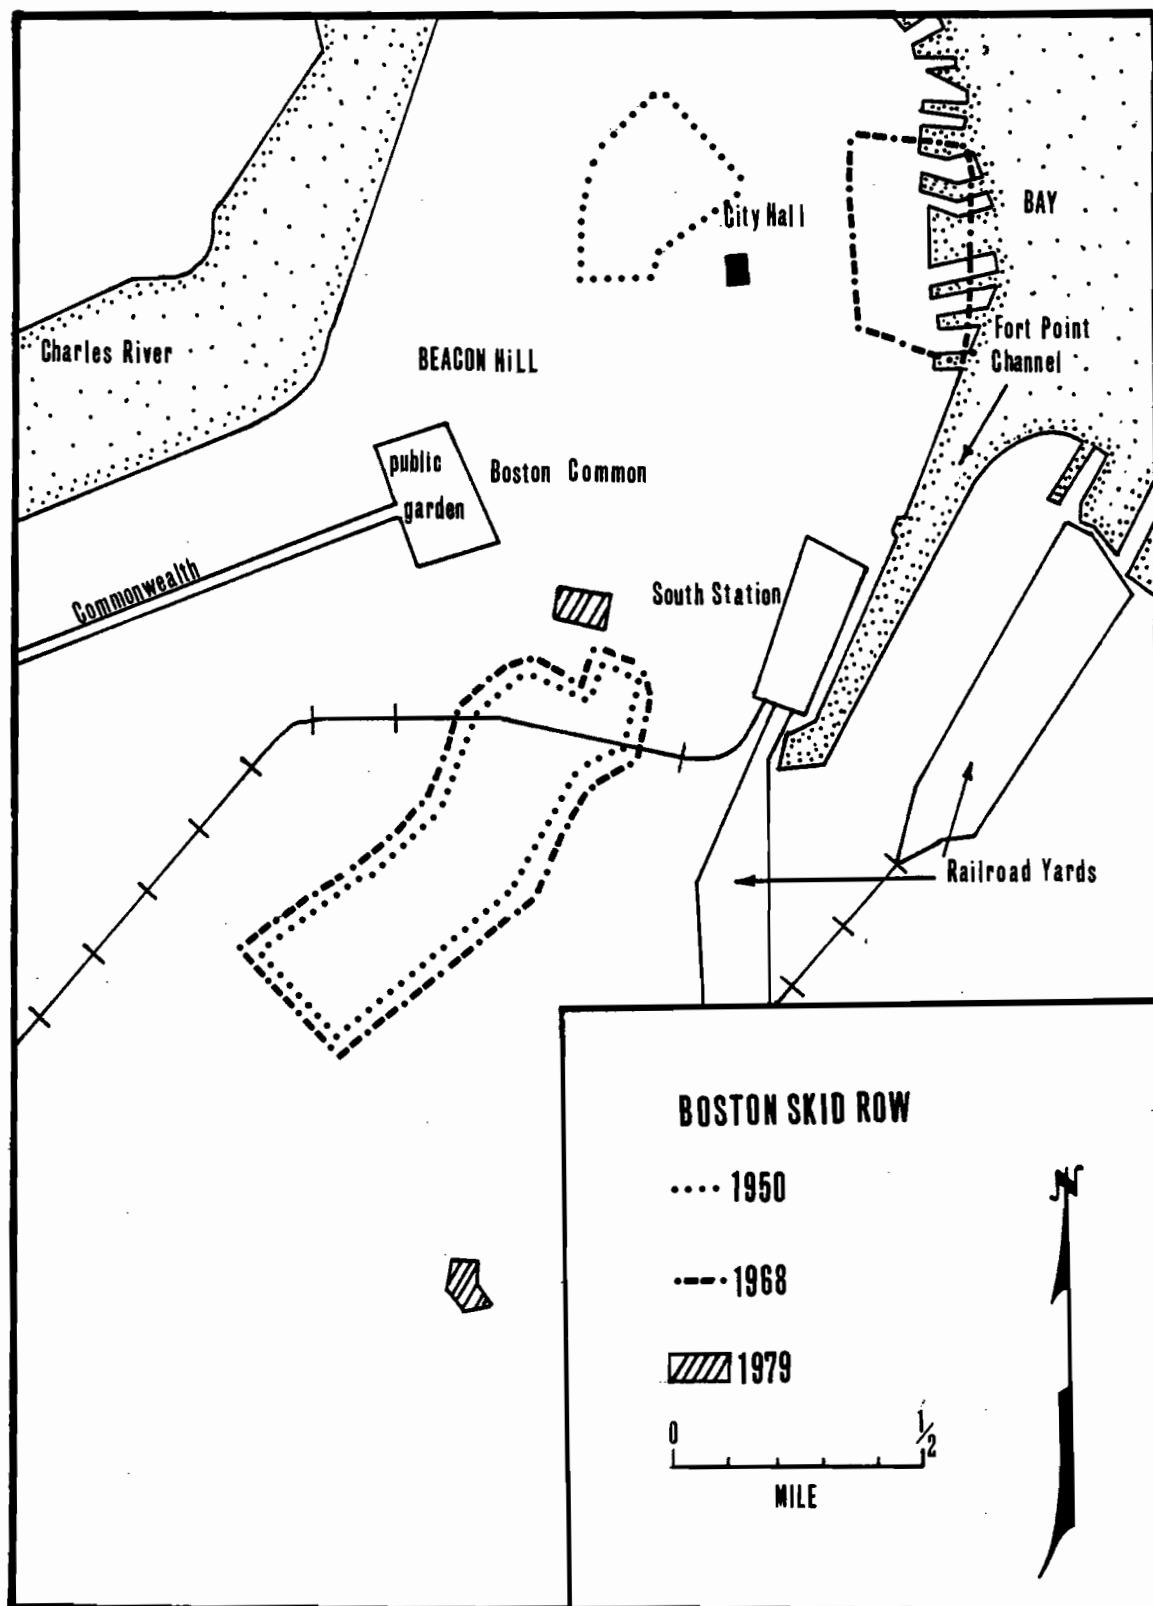 City Hall
BAY
Charles River
BEACON HiLL
Fort Point
Channel
public
garden
Boston Common
Commonwealth
South Station
Railroad Yards
BOSTON SKID ROW
1950
N
1968
1979
0
1/2
MILE